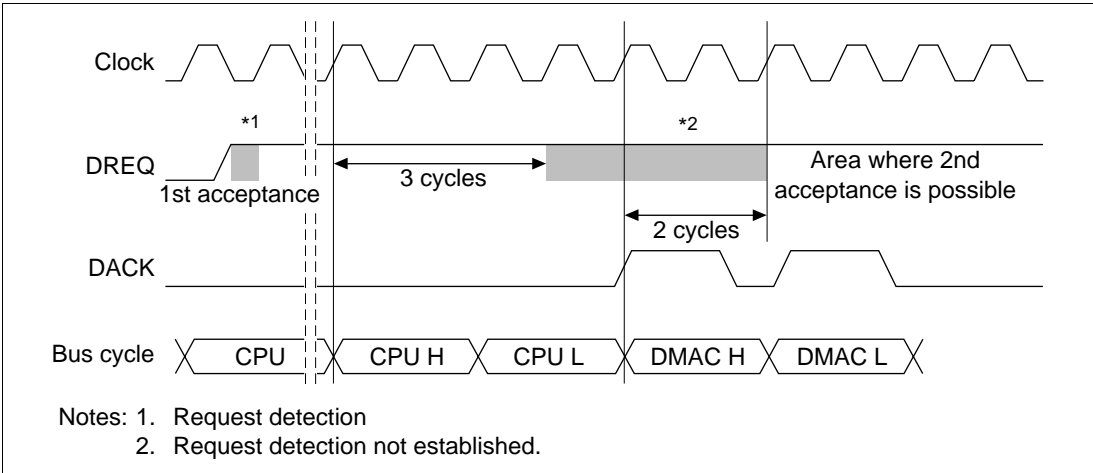 Clock
*1
*2
DREQ
1st acceptance
3 cycles
Area where 2nd
acceptance is possible
2 cycles
DACK
Bus cycle
CPU
CPU H
CPU L
DMAC H
DMAC L
Notes: 1. Request detection
2. Request detection not established.